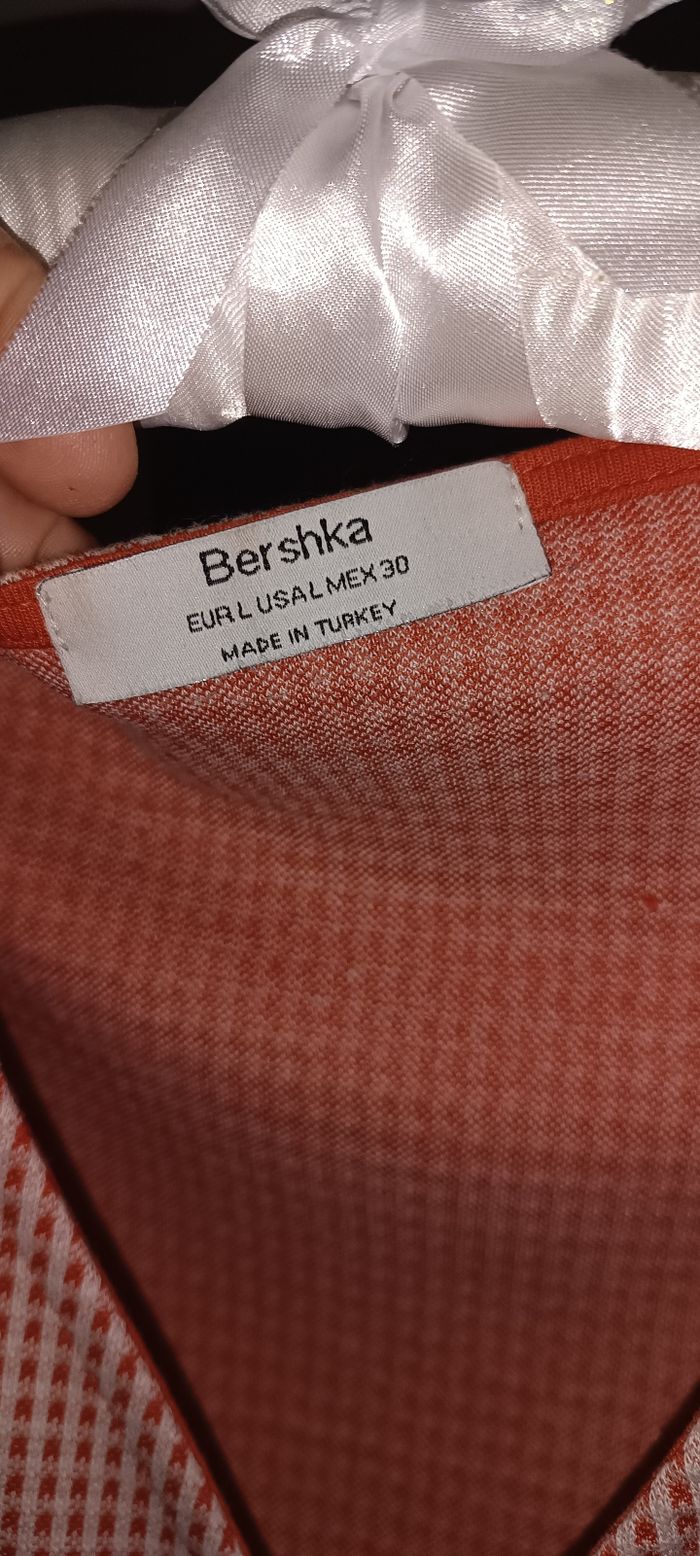 Bershka
EUR L USA L MEX 30
MADE IN TURKEY